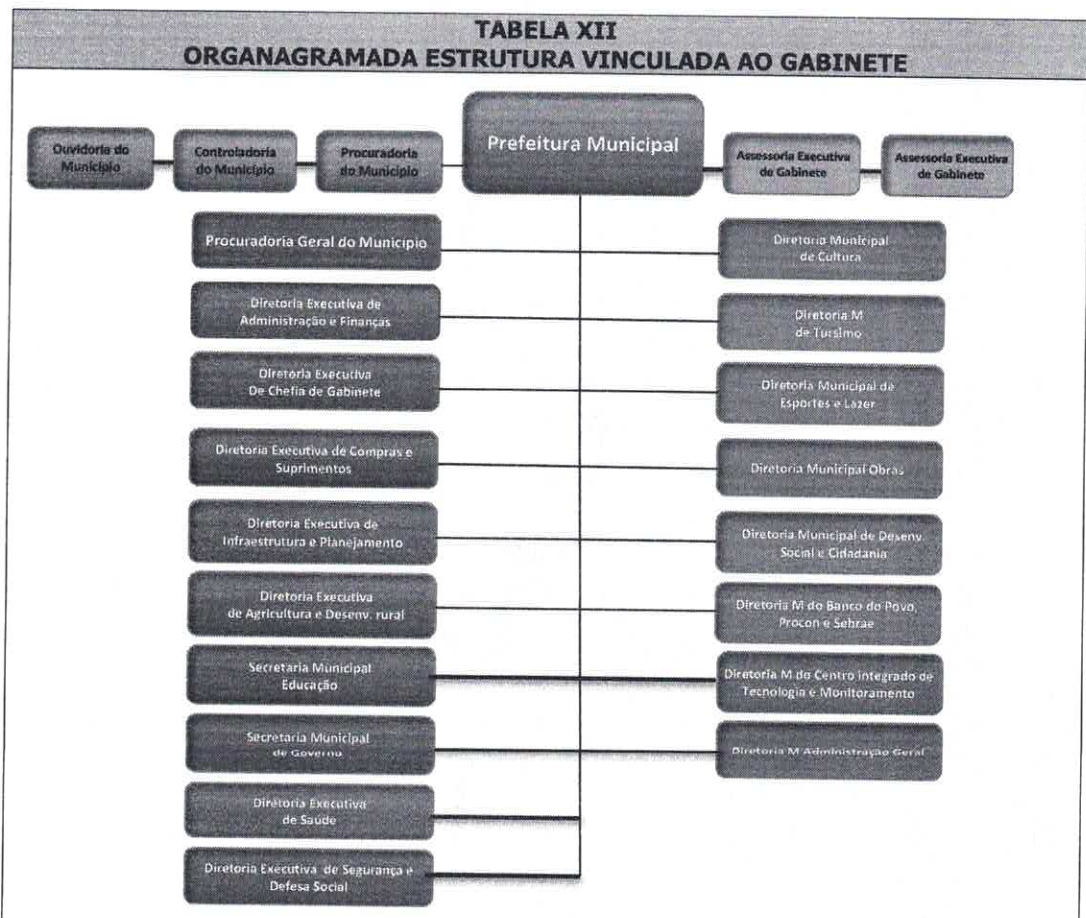 TABELA XII
ORGANAGRAMADA ESTRUTURA VINCULADA AO GABINETE
Ouvidoria do
Município
Controladoria
do Município
Procuradoria
do Município
Prefeitura Municipal
Assessoria Executiva
de Gabinete
Assessoria Executiva
de Gabinete
Procuradoria Geral do Município
Diretoria Municipal
de Cultura
Diretoria Executiva de
Administração e Finanças
Diretoria M
de Tursimo
Diretoria Executiva
De Chefia de Gabinete
Diretoria Municipal de
Esportes e Lazer
Diretoria Executiva de Compras e
Suprimentos
Diretoria Municipal Obras
Diretoria Executiva de
Infraestrutura e Planejamento
Diretoria Municipal de Desenv.
Social e Cidadania
Diretoria Executiva
de Agricultura e Desenv. rural
Diretoria M do Banco do Povo,
Procon e Sebrae
Secretaria Municipal
Educação
Diretoria M do Centro Integrado de
Tecnologia e Monitoramento
Secretaria Municipal
de Governo
Diretoria M Administração Geral
Diretoria Executiva
de Saúde
Diretoria Executiva de Segurança e
Defesa Social